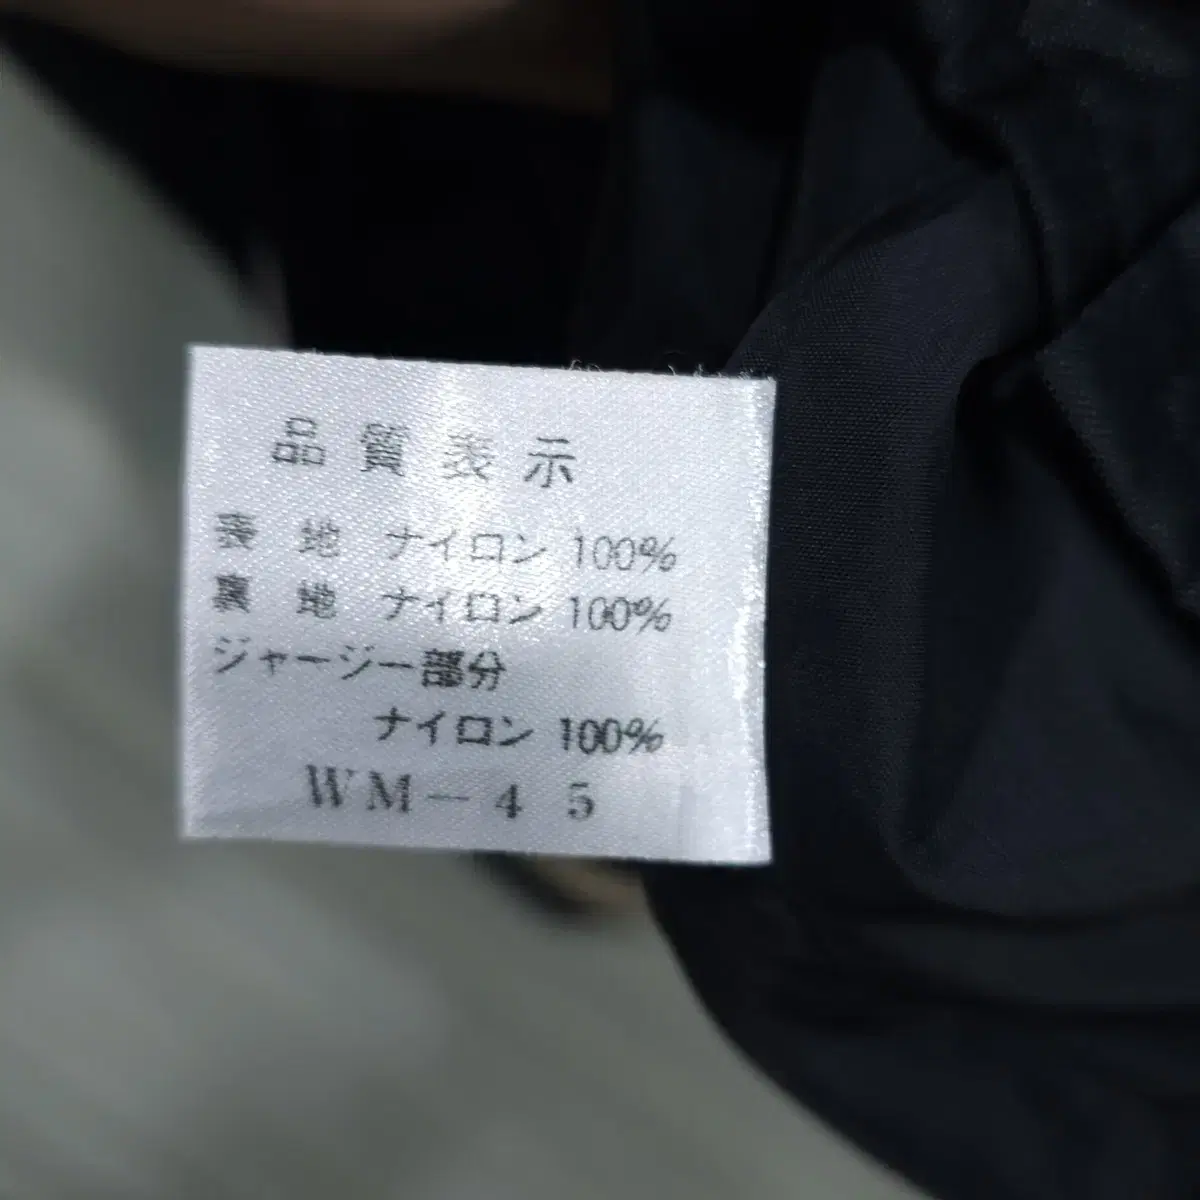 品質表示
表 地 ナイロン 100%
裏 地 ナイロン 100%
ジャージー部分
ナイロン 100%
WM－45